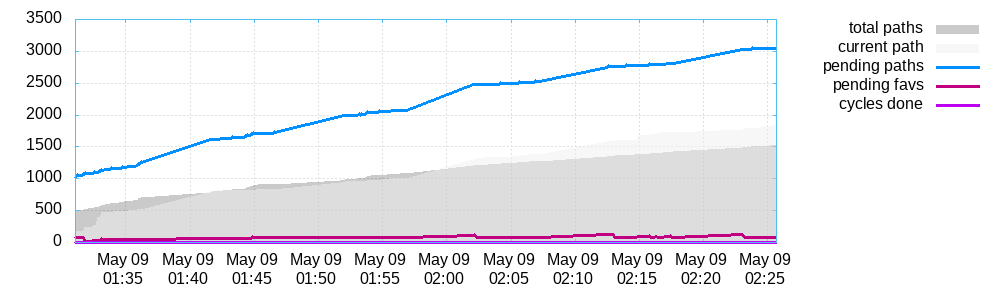 3500
3000
2500
2000
1500
1000
500
0
May 09 May 09 May 09 May 09 May 09 May 09 May 09 May 09 May 09 May 09 May 09
01:35 01:40 01:45 01:50 01:55 02:00 02:05 02:10 02:15 02:20 02:25
total paths
current path
pending paths
pending favs
cycles done